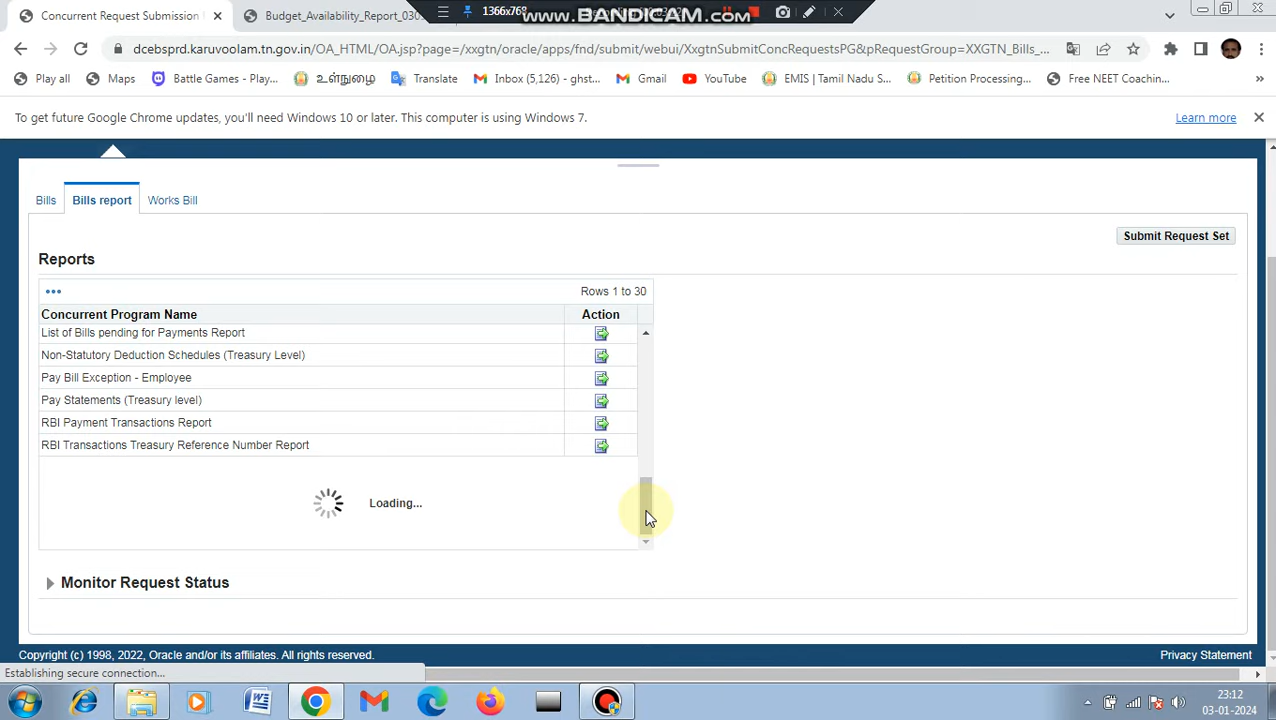 Concurrent Request Submission
Budget_Availability_Report_030
1366x768
www.BANDICAM.com
dcebsprd.karuvoolam.tn.gov.in/OA_HTML/OA.jsp?page=/xxgtn/oracle/apps/fnd/submit/webui/XxgtnSubmitConcRequestsPG&pRequestGroup=XXGTN_Bills_...
Play all
Maps
Battle Games - Play...
உள்நுழை
Translate
Inbox (5,126) - ghst...
Gmail
YouTube
EMIS | Tamil Nadu S...
Petition Processing...
Free NEET Coachin...
To get future Google Chrome updates, you'll need Windows 10 or later. This computer is using Windows 7.
Learn more
Bills
Bills report
Works Bill
Submit Request Set
Reports
Rows 1 to 30
Concurrent Program Name
Action
List of Bills pending for Payments Report
Non-Statutory Deduction Schedules (Treasury Level)
Pay Bill Exception - Employee
Pay Statements (Treasury level)
RBI Payment Transactions Report
RBI Transactions Treasury Reference Number Report
Loading...
Monitor Request Status
Copyright (c) 1998, 2022, Oracle and/or its affiliates. All rights reserved.
Privacy Statement
Establishing secure connection...
23:12
03-01-2024